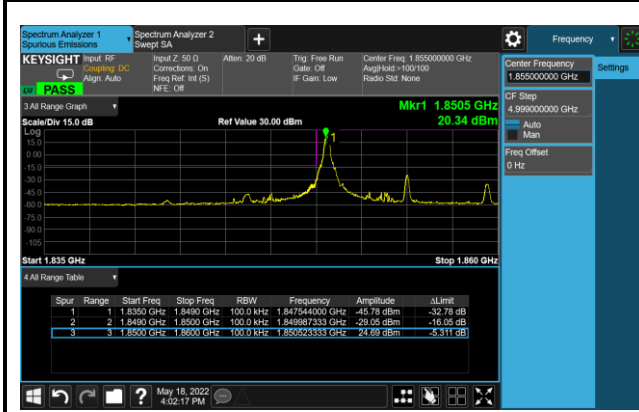 Spectrum Analyzer 1
Spurious Emissions
Spectrum Analyzer 2
Swept SA
Frequency
KEYSIGHT
Input: RF
Coupling: DC
Align: Auto
Input Z: 50 Ω
Corrections: On
Freq Ref: Int (S)
NFE: Off
Atten: 20 dB
Trig: Free Run
Gate: Off
IF Gain: Low
Center Freq: 1.855000000 GHz
Avg|Hold:>100/100
Radio Std: None
PASS
Center Frequency
1.855000000 GHz
Settings
CF Step
4.999000000 GHz
Auto
Man
Freq Offset
0 Hz
3 All Range Graph
Mkr1 1.8505 GHz
Scale/Div 15.0 dB
Ref Value 30.00 dBm
20.34 dBm
Log
15.0
0.00
-15.0
-30.0
-45.0
-60.0
-75.0
-90.0
-105
1
Start 1.835 GHz
Stop 1.860 GHz
4 All Range Table
Spur Range Start Freq Stop Freq RBW Frequency Amplitude ΔLimit
1 1 1.8350 GHz 1.8490 GHz 100.0 kHz 1.847544000 GHz -45.78 dBm -32.78 dB
2 2 1.8490 GHz 1.8500 GHz 100.0 kHz 1.849987000 GHz -29.05 dBm -16.05 dB
3 3 1.8500 GHz 1.8600 GHz 100.0 kHz 1.850523333 GHz 24.69 dBm -5.311 dB
May 18, 2022
4:02:17 PM